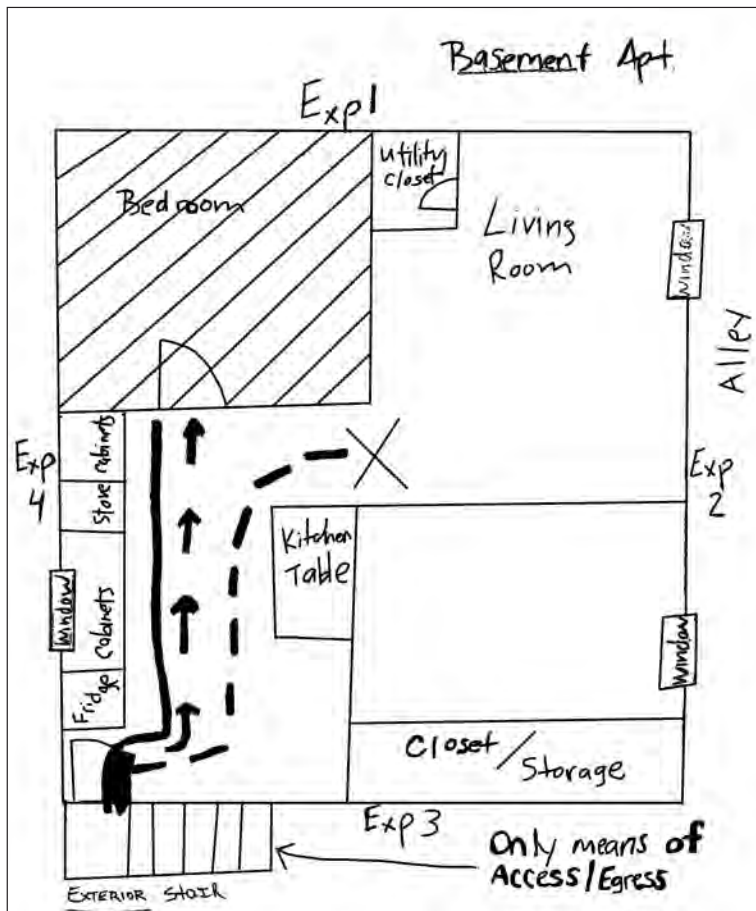 Basement Apt.
Exp 1
Utility
Closet
Bedroom
Living
Room
Window
Alley
Exp
4
Cabinets
Stove
Exp
2
Kitchen
Table
Window
Cabinets
Window
Fridge
Closet/
Storage
Exp 3
Only means of
Access/Egress
EXTERIOR STAIR